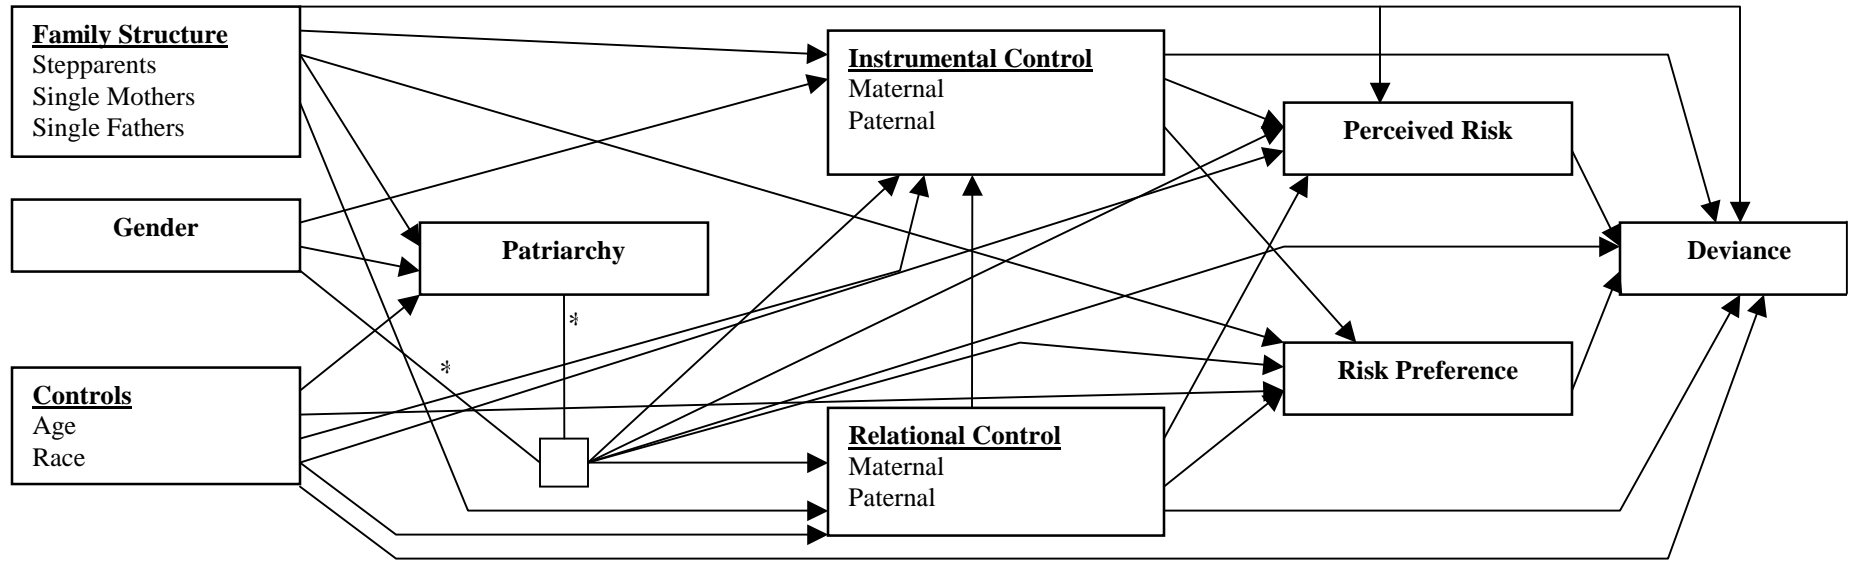 Family Structure
Stepparents
Single Mothers
Single Fathers
Gender
Controls
Age
Race
Patriarchy
*
*
Instrumental Control
Maternal
Paternal
Relational Control
Maternal
Paternal
Perceived Risk
Risk Preference
Deviance